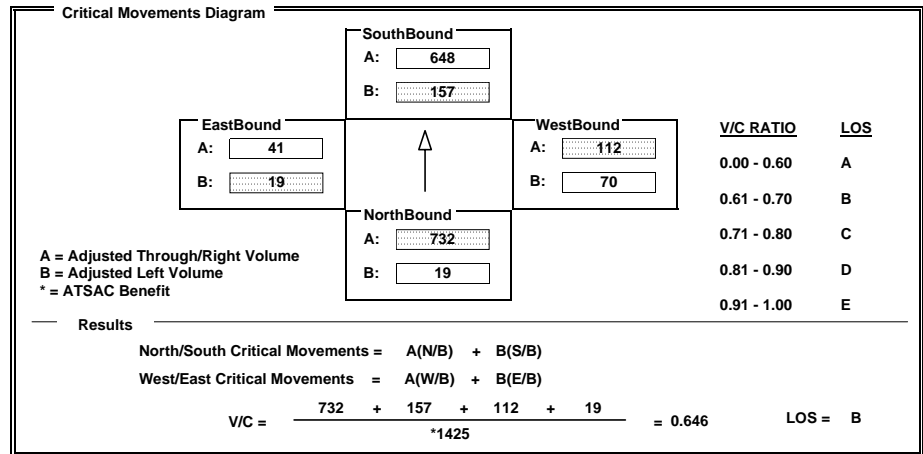 Critical Movements Diagram
SouthBound
A: 648
B: 157
EastBound
A: 41
B: 19
WestBound
A: 112
B: 70
NorthBound
A: 732
B: 19
V/C RATIO LOS
0.00 - 0.60 A
0.61 - 0.70 B
0.71 - 0.80 C
0.81 - 0.90 D
0.91 - 1.00 E
A = Adjusted Through/Right Volume
B = Adjusted Left Volume
* = ATSAC Benefit
Results
North/South Critical Movements = A(N/B) + B(S/B)
West/East Critical Movements = A(W/B) + B(E/B)
732 + 157 + 112 + 19
V/C = = 0.646 LOS = B
*1425